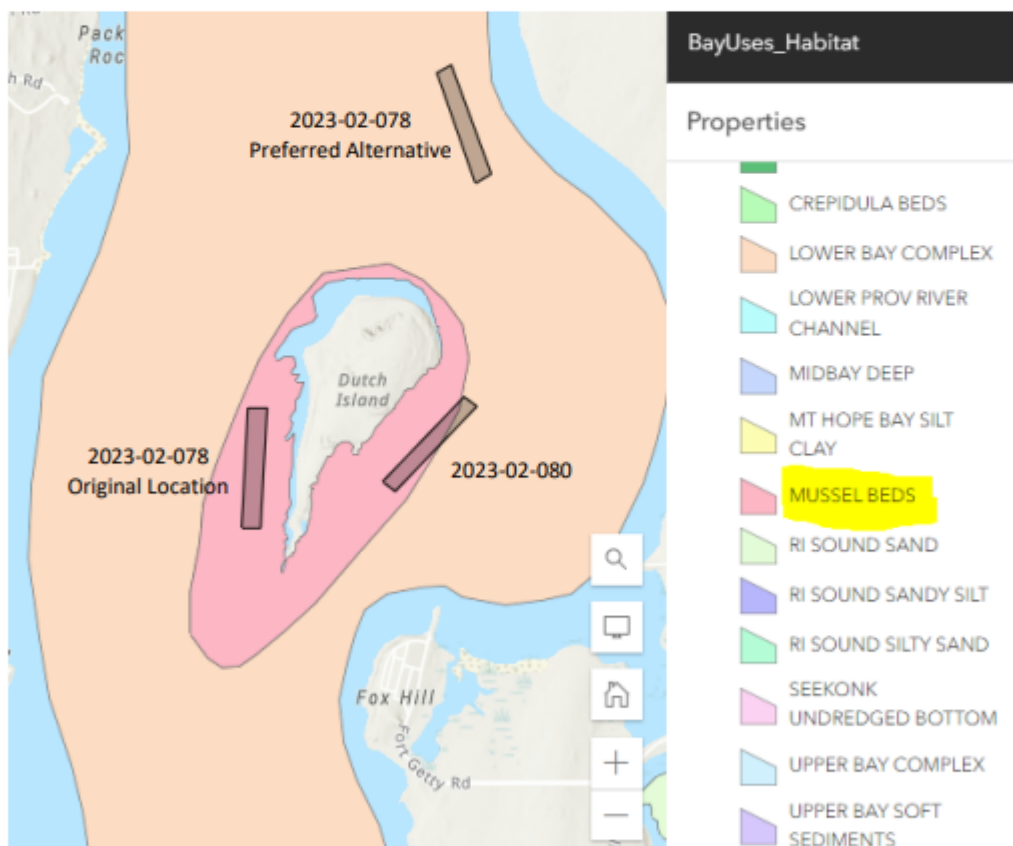 Pack
Roc
h Rd
2023-02-078
Preferred Alternative
Dutch
Island
2023-02-078
Original Location
2023-02-080
Fox Hill
Fort Getty Rd
BayUses_Habitat
Properties
CREPIDULA BEDS
LOWER BAY COMPLEX
LOWER PROV RIVER
CHANNEL
MIDBAY DEEP
MT HOPE BAY SILT
CLAY
MUSSEL BEDS
RI SOUND SAND
RI SOUND SANDY SILT
RI SOUND SILTY SAND
SEEKONK
UNDREDGED BOTTOM
UPPER BAY COMPLEX
UPPER BAY SOFT
SEDIMENTS